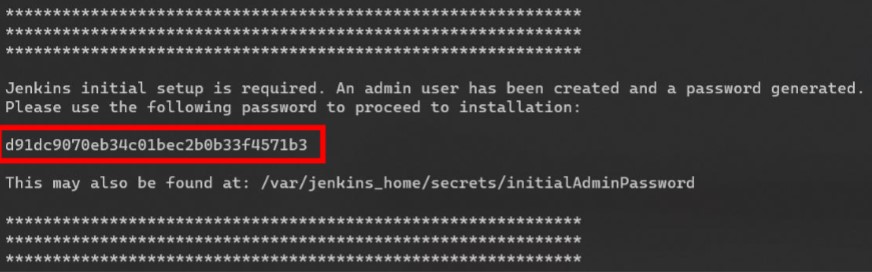 *************************************************************
*************************************************************
*************************************************************
Jenkins initial setup is required. An admin user has been created and a password generated.
Please use the following password to proceed to installation:
d91dc9070eb34c01bec2b0b33f4571b3
This may also be found at: /var/jenkins_home/secrets/initialAdminPassword
*************************************************************
*************************************************************
*************************************************************